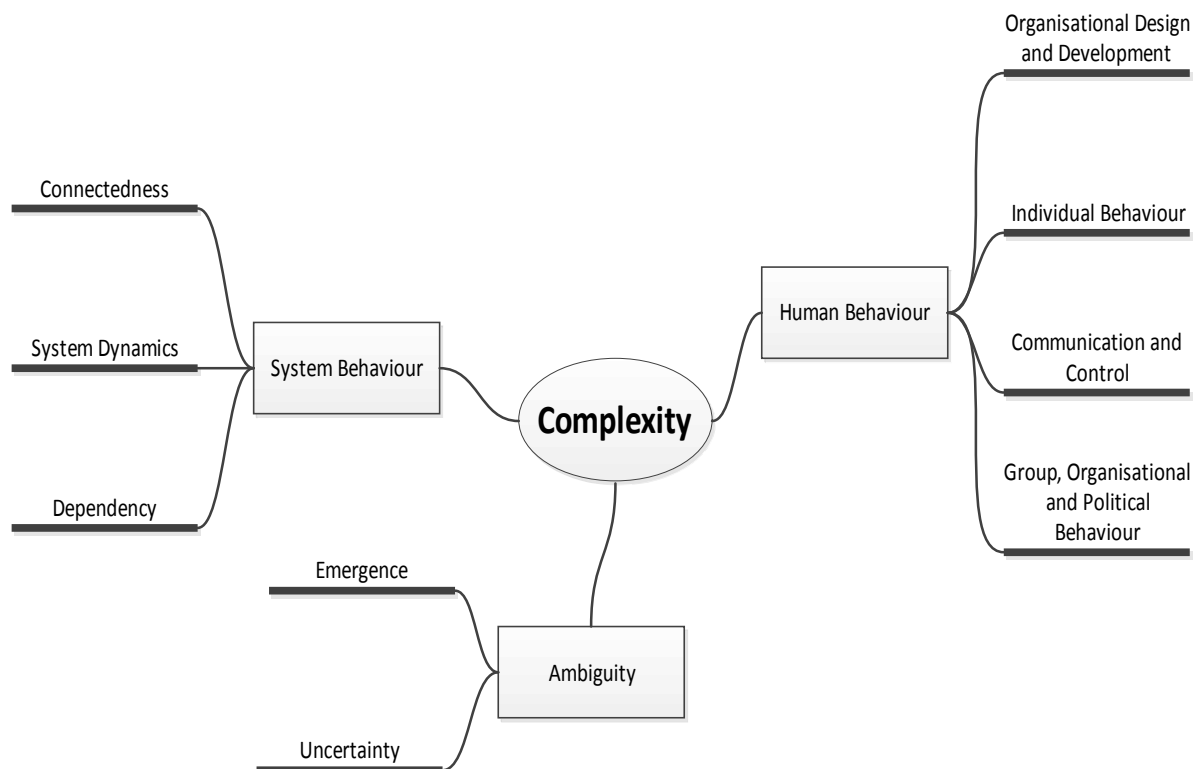 Organisational Design
and Development
Connectedness
Individual Behaviour
Human Behaviour
System Dynamics
System Behaviour
Communication and
Control
Complexity
Group, Organisational
and Political
Behaviour
Dependency
Emergence
Ambiguity
Uncertainty